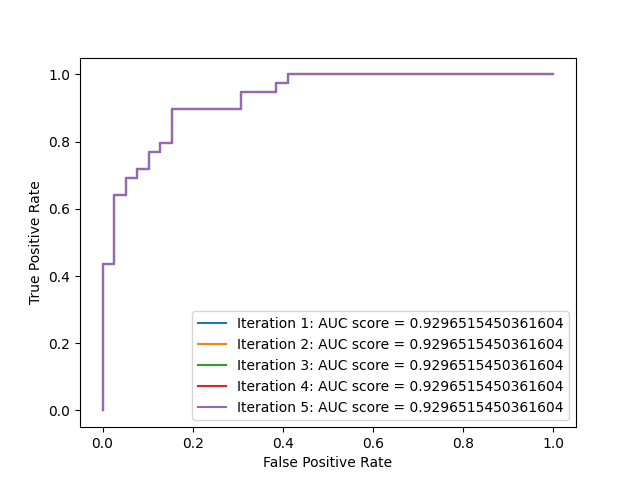 1.0
0.8
0.6
0.4
0.2
0.0
True Positive Rate
Iteration 1: AUC score = 0.9296515450361604
Iteration 2: AUC score = 0.9296515450361604
Iteration 3: AUC score = 0.9296515450361604
Iteration 4: AUC score = 0.9296515450361604
Iteration 5: AUC score = 0.9296515450361604
0.0 0.2 0.4 0.6 0.8 1.0
False Positive Rate